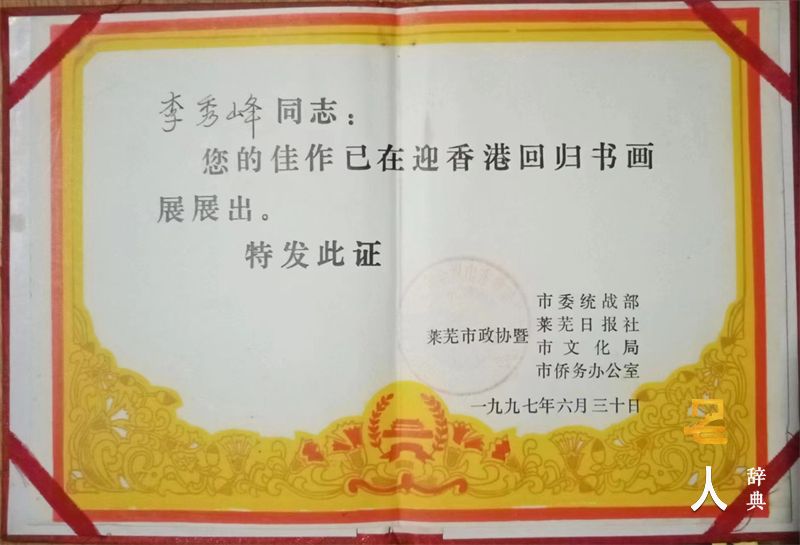 李秀峰同志：
您的佳作已在迎香港回归书画
展展出。
特发此证
莱芜市政协暨
市委统战部
莱芜日报社
市文化局
市侨务办公室
一九九七年六月三十日
人
辞典